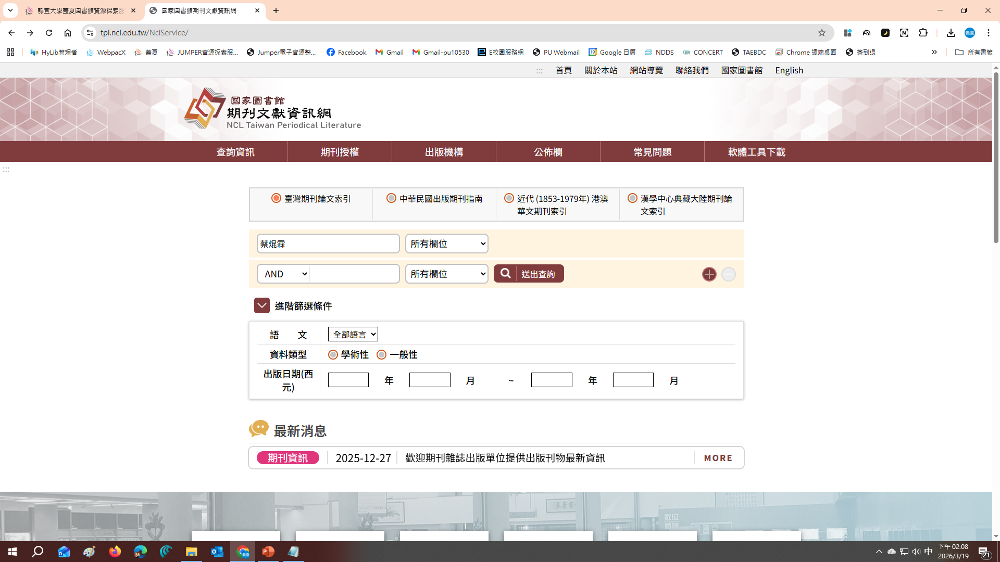 靜宜大學蓋夏圖書館資源探索服
國家圖書館期刊文獻資訊網
tpl.ncl.edu.tw/NclService/
義臺
HyLib管理者
WebpacX
蓋夏
JUMPER資源探索服...
Jumper電子資源整...
Facebook
Gmail
Gmail-pu10530
E校園服務網
PU Webmail
Google 日曆
NDDS
CONCERT
TAEBDC
Chrome 遠端桌面
簽到退
所有書籤
首頁
關於本站
網站導覽
聯絡我們
國家圖書館
English
國家圖書館
期刊文獻資訊網
NCL Taiwan Periodical Literature
查詢資訊
期刊授權
出版機構
公佈欄
常見問題
軟體工具下載
臺灣期刊論文索引
中華民國出版期刊指南
近代 (1853-1979年) 港澳
華文期刊索引
漢學中心典藏大陸期刊論
文索引
蔡焜霖
所有欄位
AND
所有欄位
送出查詢
進階篩選條件
語 文
全部語言
資料類型
學術性
一般性
出版日期(西
元)
年
月
~
年
月
最新消息
期刊資訊
2025-12-27
歡迎期刊雜誌出版單位提供出版刊物最新資訊
MORE
中
下午 02:08
2026/3/19
21